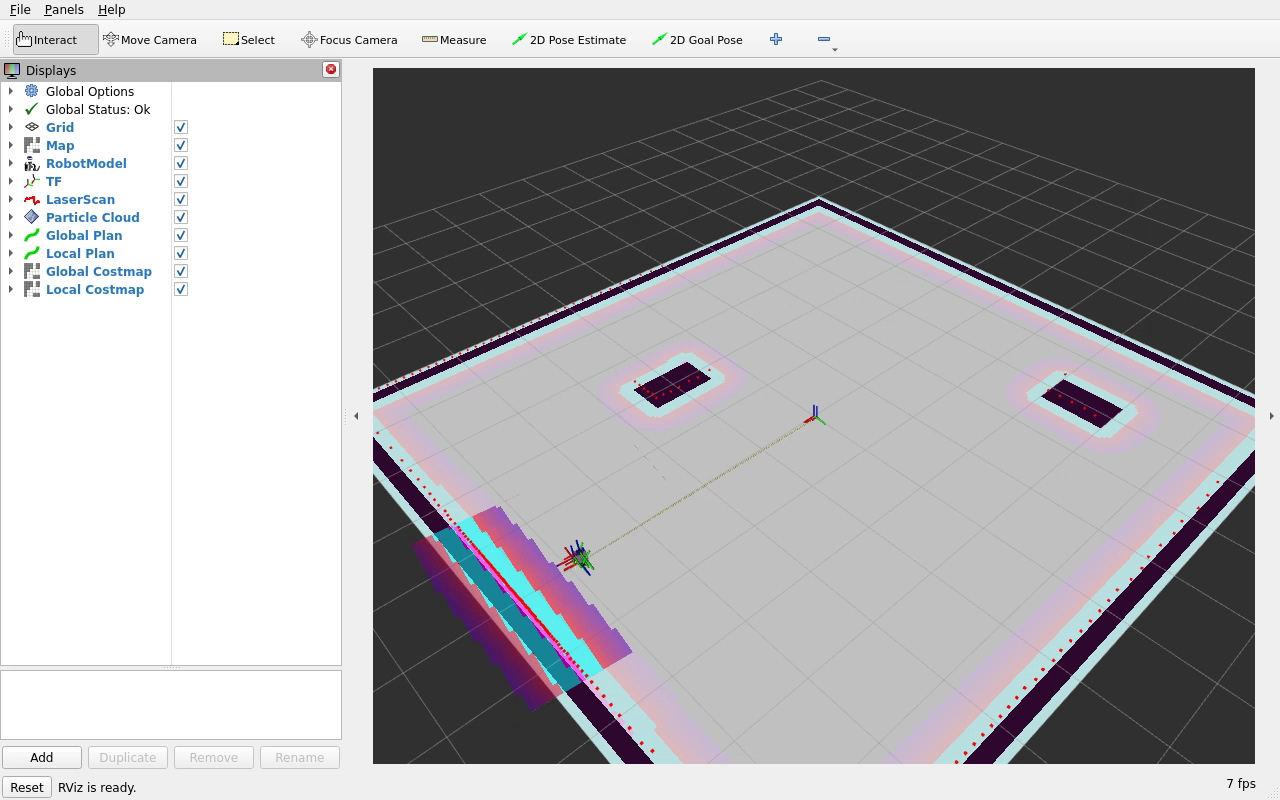 File Panels Help
Interact Move Camera Select Focus Camera Measure 2D Pose Estimate 2D Goal Pose
Displays
Global Options
Global Status: Ok
Grid
Map
RobotModel
TF
LaserScan
Particle Cloud
Global Plan
Local Plan
Global Costmap
Local Costmap
Add Duplicate Remove Rename
Reset RViz is ready. 7 fps